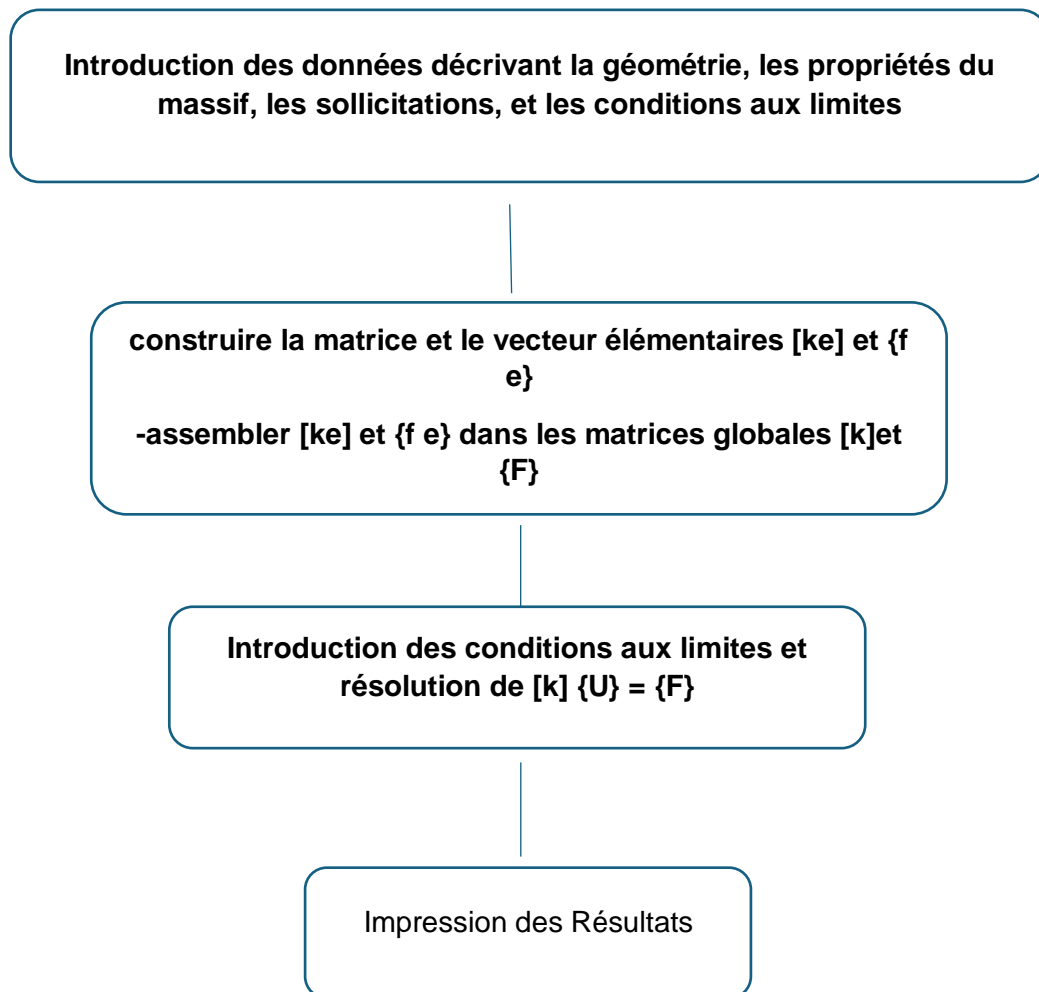 Introduction des données décrivant la géométrie, les propriétés du
massif, les sollicitations, et les conditions aux limites
construire la matrice et le vecteur élémentaires [ke] et {f
e}
-assembler [ke] et {f e} dans les matrices globales [k]et
{F}
Introduction des conditions aux limites et
résolution de [k] {U} = {F}
Impression des Résultats